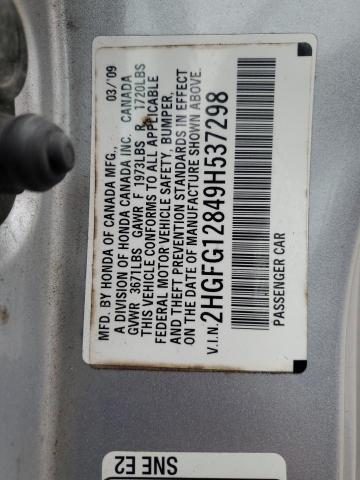 MFD. BY HONDA OF CANADA MFG., 03/'09
A DIVISION OF HONDA CANADA INC. CANADA
GVWR 3671LBS GAWR F 1973LBS R 1720LBS
THIS VEHICLE CONFORMS TO ALL APPLICABLE
FEDERAL MOTOR VEHICLE SAFETY, BUMPER,
AND THEFT PREVENTION STANDARDS IN EFFECT
ON THE DATE OF MANUFACTURE SHOWN ABOVE.
V.I.N. 2HGFG12849H537298
PASSENGER CAR
SNE E2